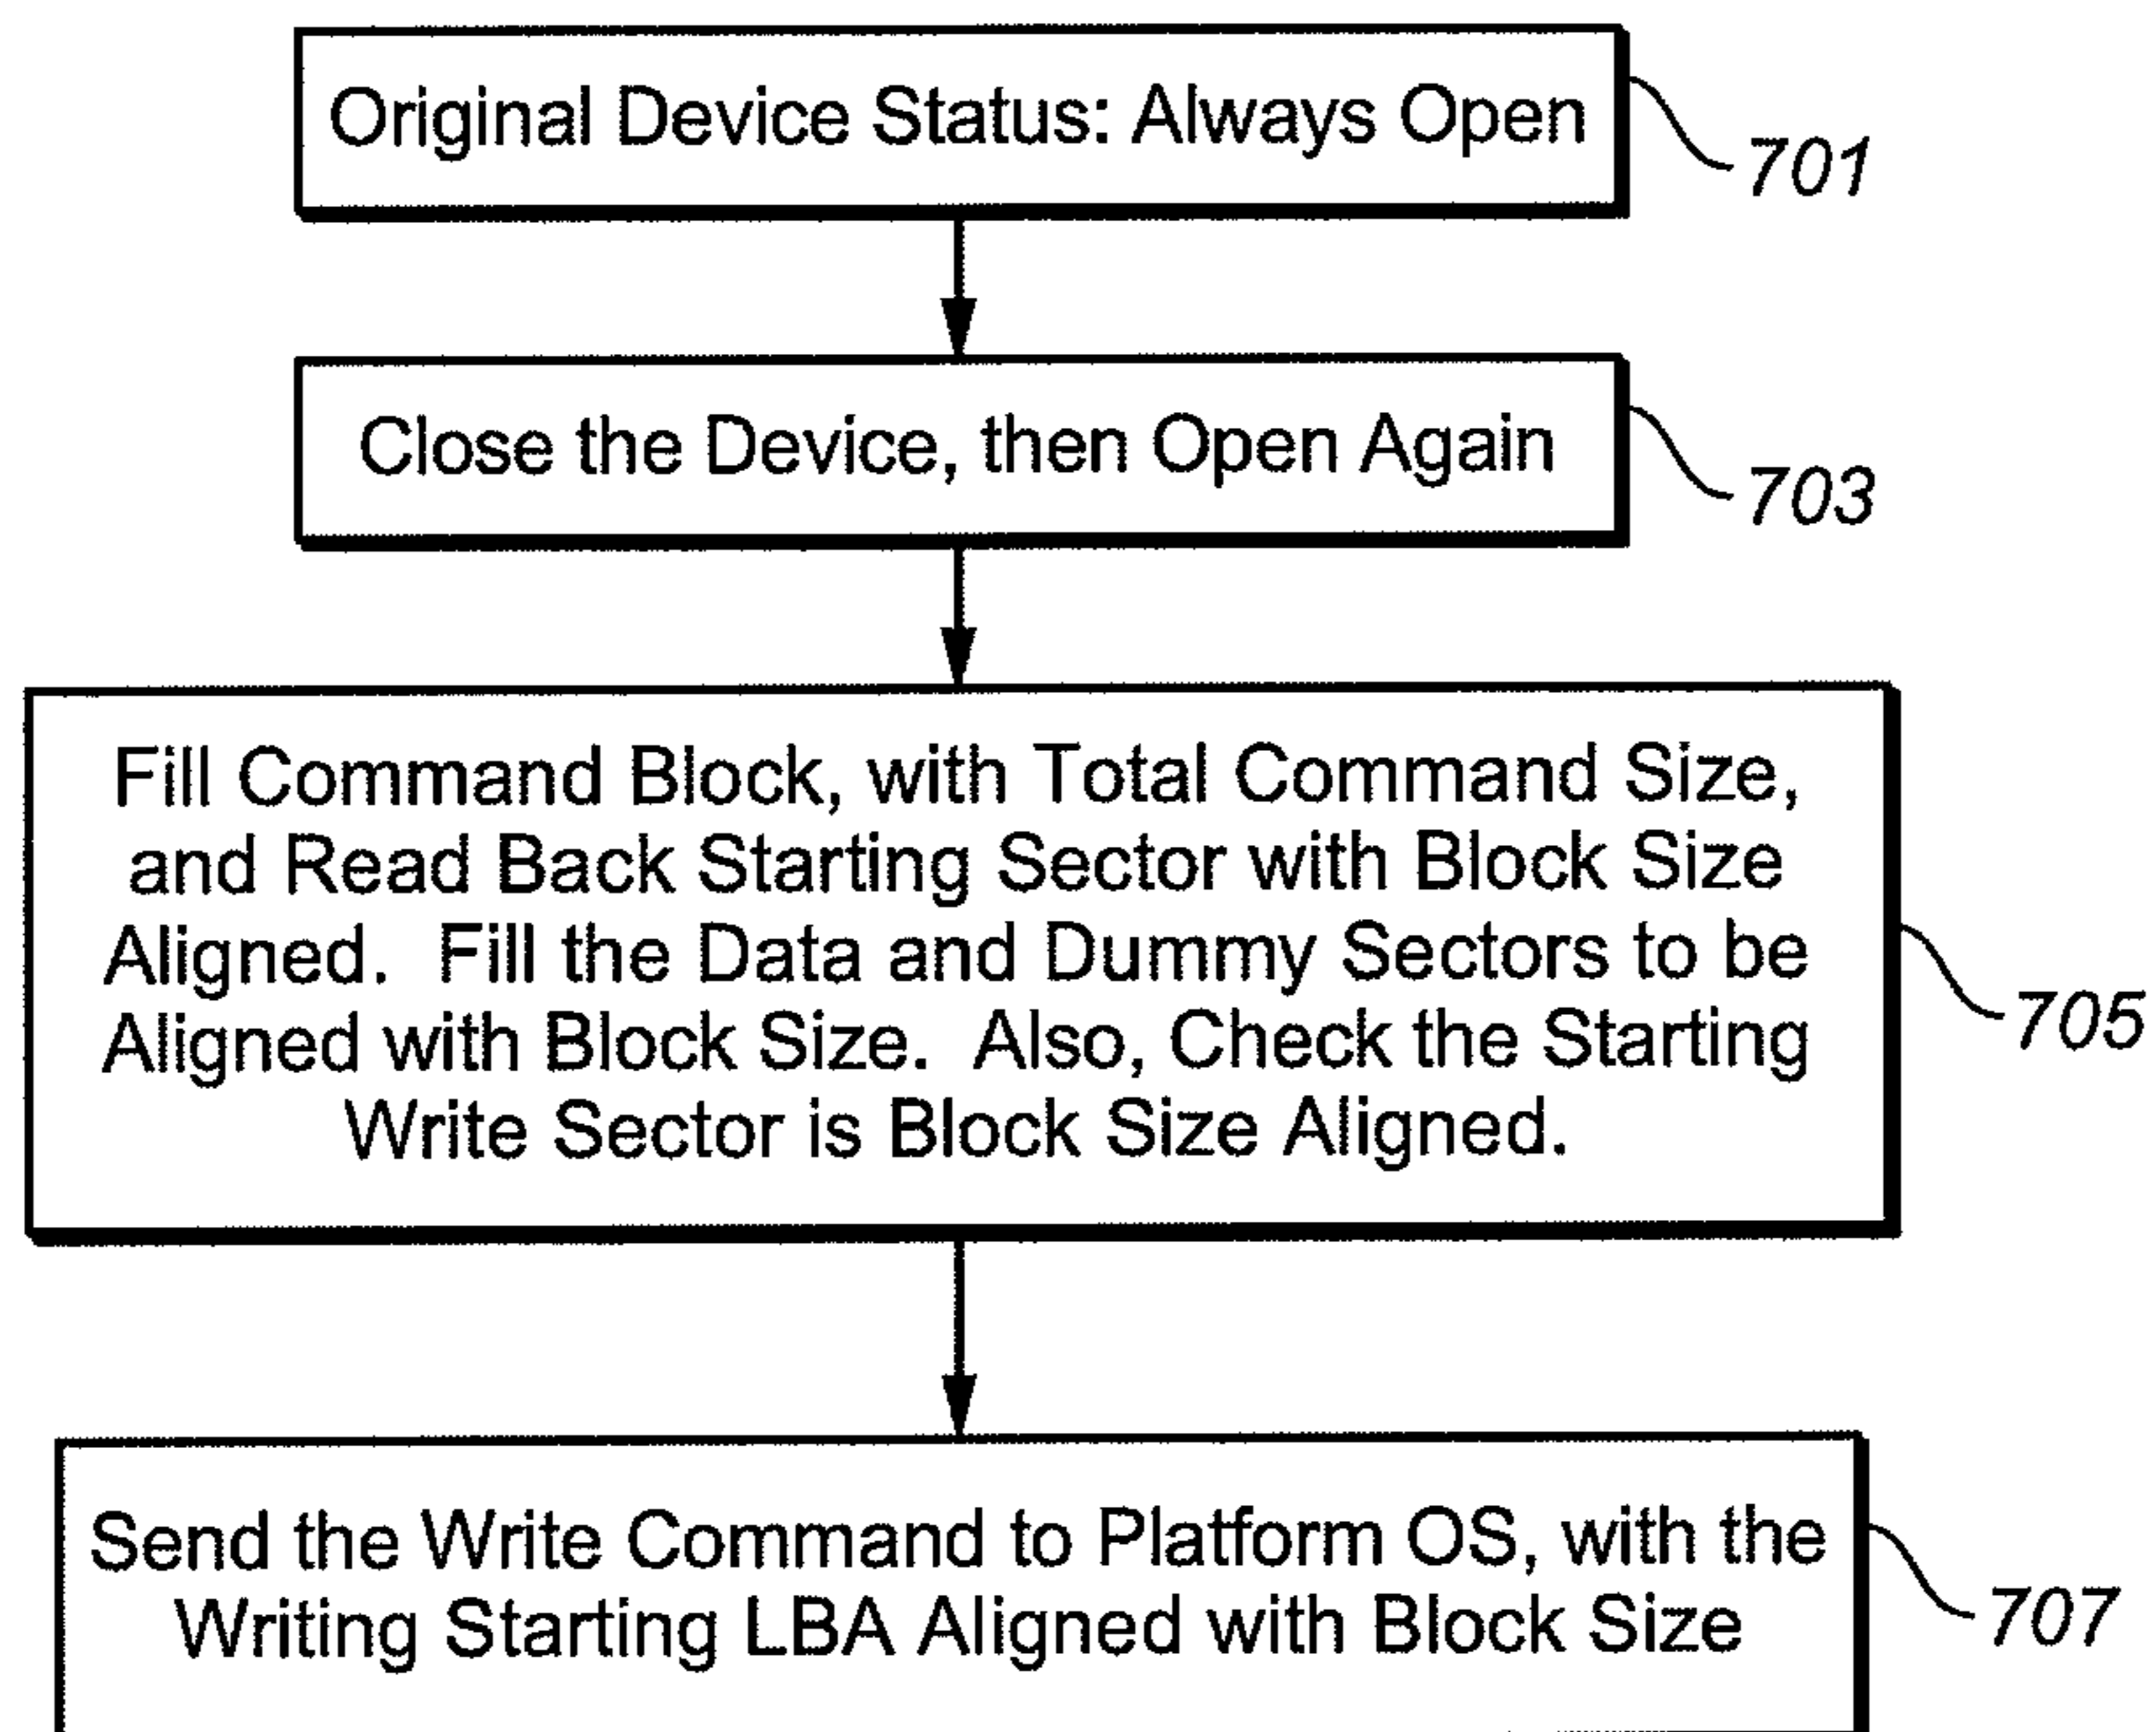 Original Device Status: Always Open
701
Close the Device, then Open Again
703
Fill Command Block, with Total Command Size,
and Read Back Starting Sector with Block Size
Aligned. Fill the Data and Dummy Sectors to be
Aligned with Block Size. Also, Check the Starting
Write Sector is Block Size Aligned.
705
Send the Write Command to Platform OS, with the
Writing Starting LBA Aligned with Block Size
707